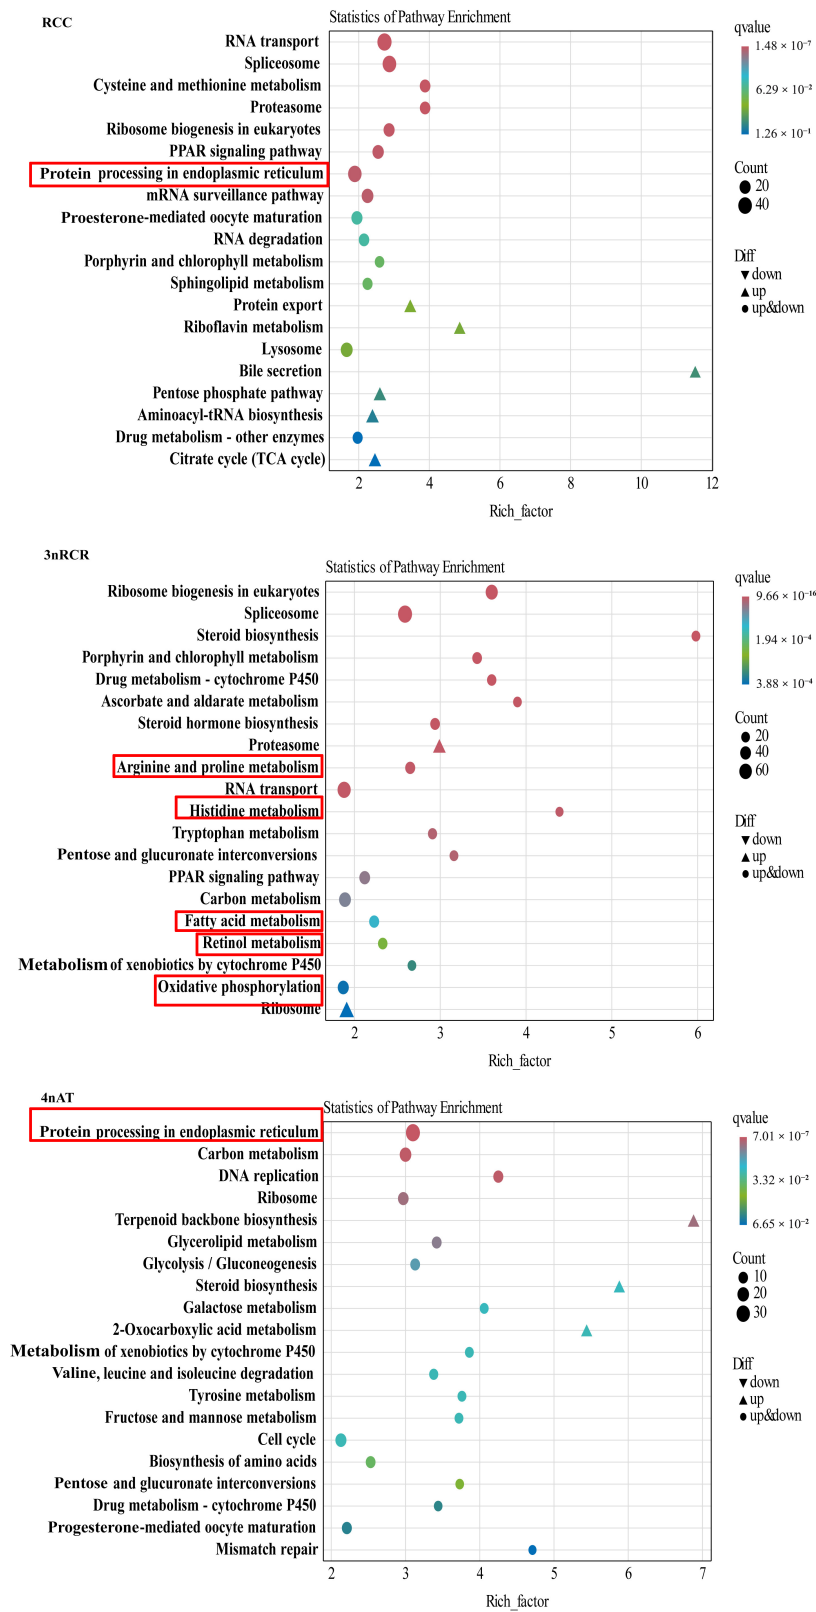 RCC
Statistics of Pathway Enrichment
RNA transport
Spliceosome
Cysteine and methionine metabolism
Proteasome
Ribosome biogenesis in eukaryotes
PPAR signaling pathway
Protein processing in endoplasmic reticulum
mRNA surveillance pathway
Proesterone-mediated oocyte maturation
RNA degradation
Porphyrin and chlorophyll metabolism
Sphingolipid metabolism
Protein export
Riboflavin metabolism
Lysosome
Bile secretion
Pentose phosphate pathway
Aminoacyl-tRNA biosynthesis
Drug metabolism - other enzymes
Citrate cycle (TCA cycle)
2 4 6 8 10 12
Rich_factor
qvalue
1.48 × 10⁻⁷
6.29 × 10⁻²
1.26 × 10⁻¹
Count
20
40
Diff
down
up
up&down
3nRCR
Statistics of Pathway Enrichment
Ribosome biogenesis in eukaryotes
Spliceosome
Steroid biosynthesis
Porphyrin and chlorophyll metabolism
Drug metabolism - cytochrome P450
Ascorbate and aldarate metabolism
Steroid hormone biosynthesis
Proteasome
Arginine and proline metabolism
RNA transport
Histidine metabolism
Tryptophan metabolism
Pentose and glucuronate interconversions
PPAR signaling pathway
Carbon metabolism
Fatty acid metabolism
Retinol metabolism
Metabolism of xenobiotics by cytochrome P450
Oxidative phosphorylation
Ribosome
2 3 4 5 6
Rich_factor
qvalue
9.66 × 10⁻¹⁶
1.94 × 10⁻⁴
3.88 × 10⁻⁴
Count
20
40
60
Diff
down
up
up&down
4nAT
Statistics of Pathway Enrichment
Protein processing in endoplasmic reticulum
Carbon metabolism
DNA replication
Ribosome
Terpenoid backbone biosynthesis
Glycerolipid metabolism
Glycolysis / Gluconeogenesis
Steroid biosynthesis
Galactose metabolism
2-Oxocarboxylic acid metabolism
Metabolism of xenobiotics by cytochrome P450
Valine, leucine and isoleucine degradation
Tyrosine metabolism
Fructose and mannose metabolism
Cell cycle
Biosynthesis of amino acids
Pentose and glucuronate interconversions
Drug metabolism - cytochrome P450
Progesterone-mediated oocyte maturation
Mismatch repair
2 3 4 5 6 7
Rich_factor
qvalue
7.01 × 10⁻⁷
3.32 × 10⁻²
6.65 × 10⁻²
Count
10
20
30
Diff
down
up
up&down